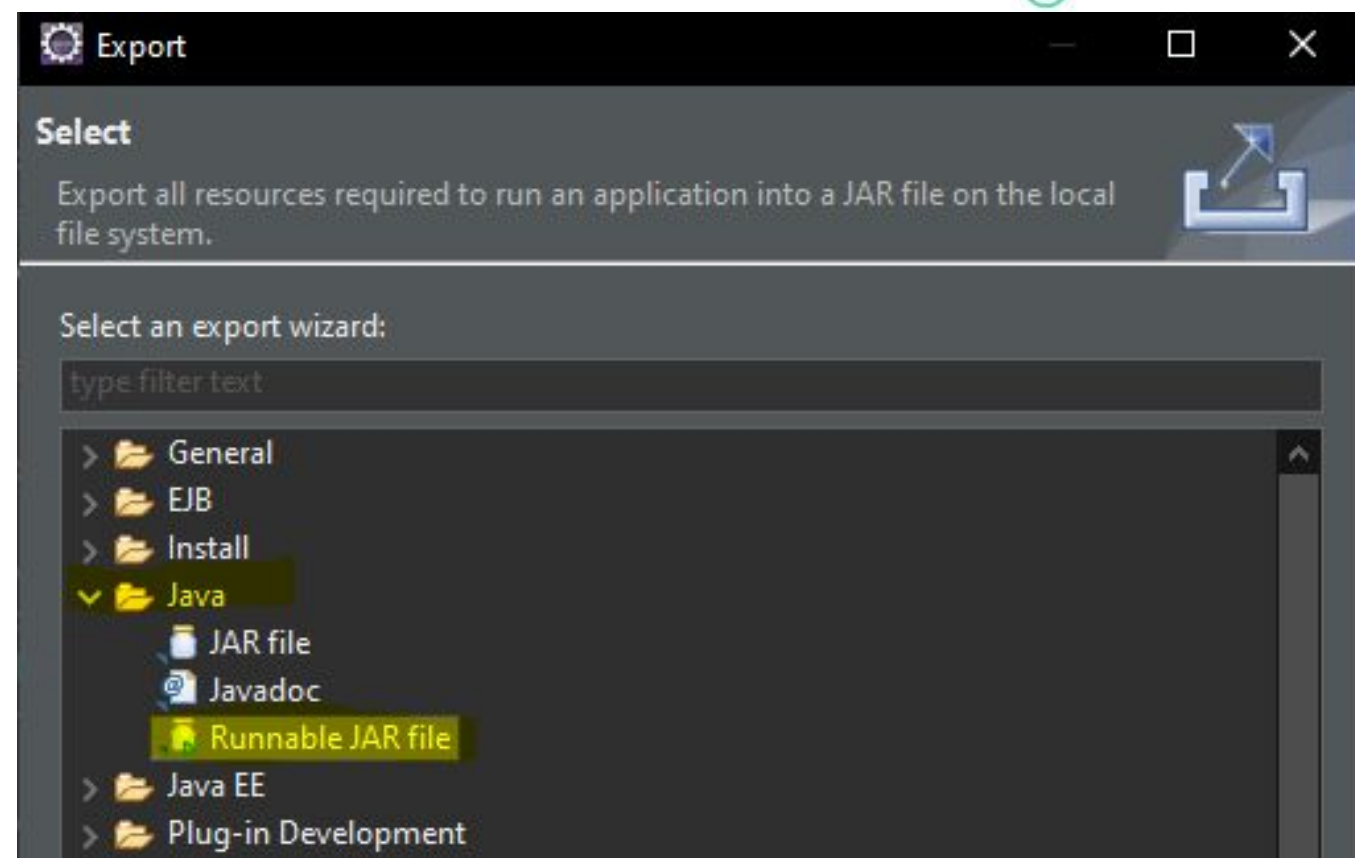 Export
Select
Export all resources required to run an application into a JAR file on the local
file system.
Select an export wizard:
type filter text
General
EJB
Install
Java
JAR file
Javadoc
Runnable JAR file
Java EE
Plug-in Development